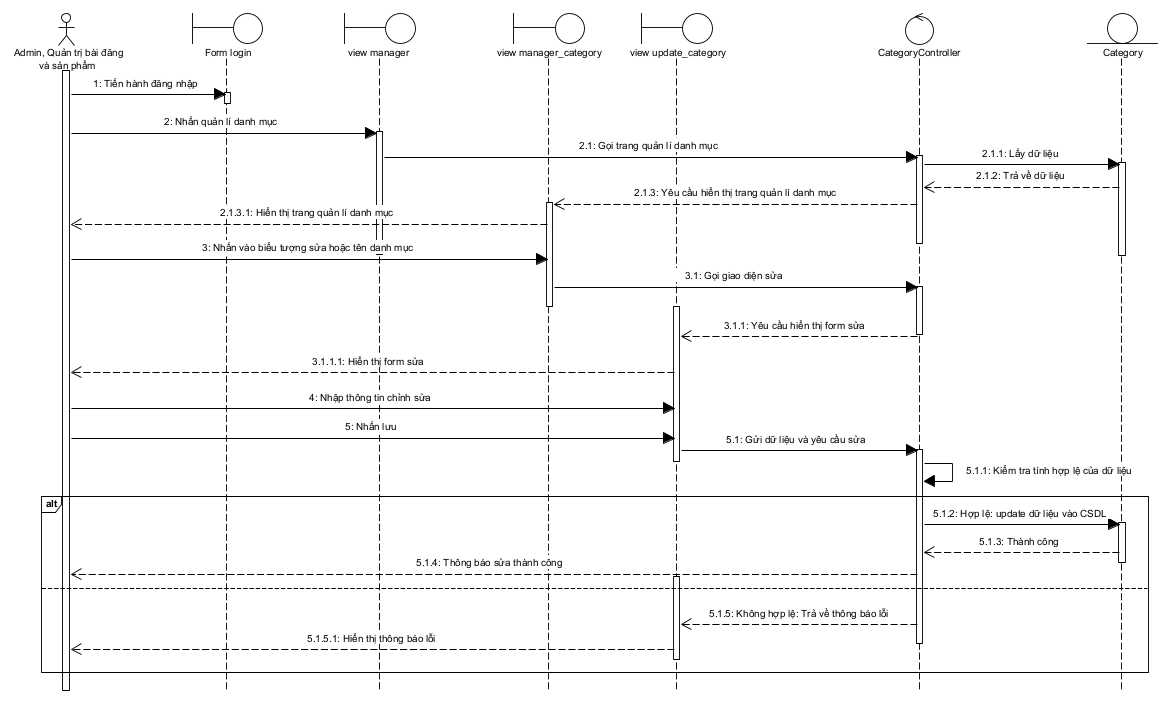 Admin, Quản trị bài đăng
và sản phẩm
Form login
view manager
view manager_category
view update_category
CategoryController
Category
1: Tiến hành đăng nhập
2: Nhấn quản lí danh mục
2.1: Gọi trang quản lí danh mục
2.1.1: Lấy dữ liệu
2.1.2: Trả về dữ liệu
2.1.3: Yêu cầu hiển thị trang quản lí danh mục
2.1.3.1: Hiển thị trang quản lí danh mục
3: Nhấn vào biểu tượng sửa hoặc tên danh mục
3.1: Gọi giao diện sửa
3.1.1: Yêu cầu hiển thị form sửa
3.1.1.1: Hiển thị form sửa
4: Nhập thông tin chỉnh sửa
5: Nhấn lưu
5.1: Gửi dữ liệu và yêu cầu sửa
5.1.1: Kiểm tra tính hợp lệ của dữ liệu
alt
5.1.2: Hợp lệ: update dữ liệu vào CSDL
5.1.3: Thành công
5.1.4: Thông báo sửa thành công
5.1.5: Không hợp lệ: Trả về thông báo lỗi
5.1.5.1: Hiển thị thông báo lỗi